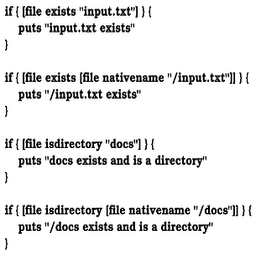 if { [file exists "input.txt"] } {
    puts "input.txt exists"
}

if { [file exists [file nativename "/input.txt"]] } {
    puts "/input.txt exists"
}

if { [file isdirectory "docs"] } {
    puts "docs exists and is a directory"
}

if { [file isdirectory [file nativename "/docs"]] } {
    puts "/docs exists and is a directory"
}